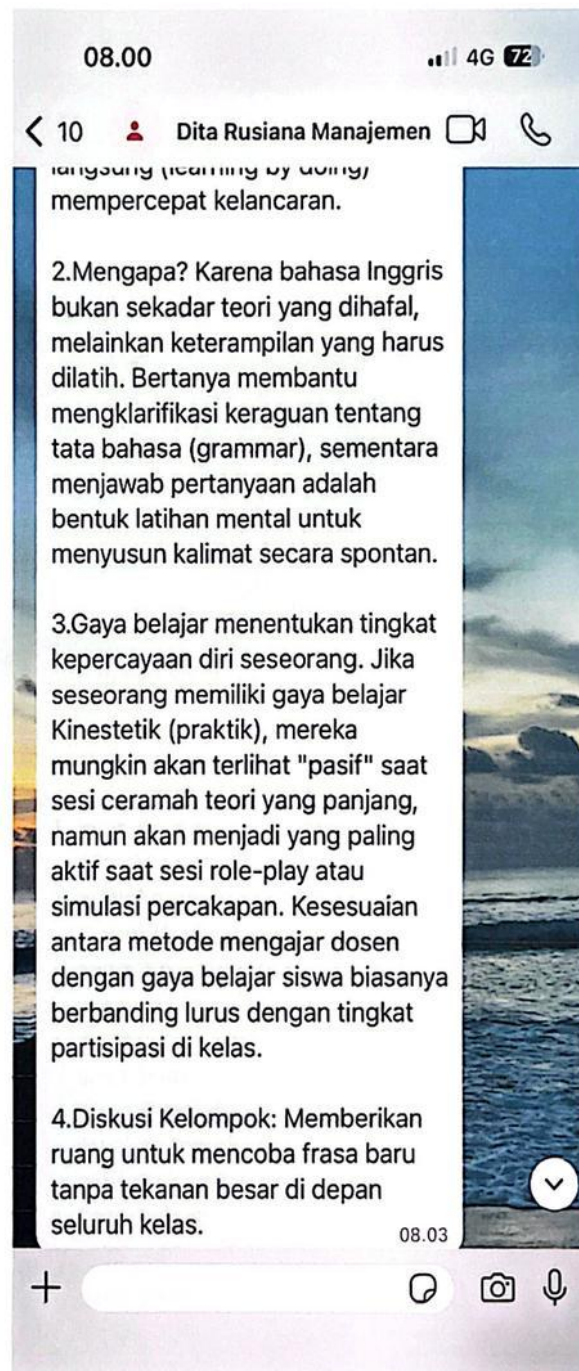 08.00
4G 72
10 Dita Rusiana Manajemen
langsung (learning by doing)
mempercepat kelancaran.
2.Mengapa? Karena bahasa Inggris
bukan sekadar teori yang dihafal,
melainkan keterampilan yang harus
dilatih. Bertanya membantu
mengklarifikasi keraguan tentang
tata bahasa (grammar), sementara
menjawab pertanyaan adalah
bentuk latihan mental untuk
menyusun kalimat secara spontan.
3.Gaya belajar menentukan tingkat
kepercayaan diri seseorang. Jika
seseorang memiliki gaya belajar
Kinestetik (praktik), mereka
mungkin akan terlihat "pasif" saat
sesi ceramah teori yang panjang,
namun akan menjadi yang paling
aktif saat sesi role-play atau
simulasi percakapan. Kesesuaian
antara metode mengajar dosen
dengan gaya belajar siswa biasanya
berbanding lurus dengan tingkat
partisipasi di kelas.
4.Diskusi Kelompok: Memberikan
ruang untuk mencoba frasa baru
tanpa tekanan besar di depan
seluruh kelas.
08.03